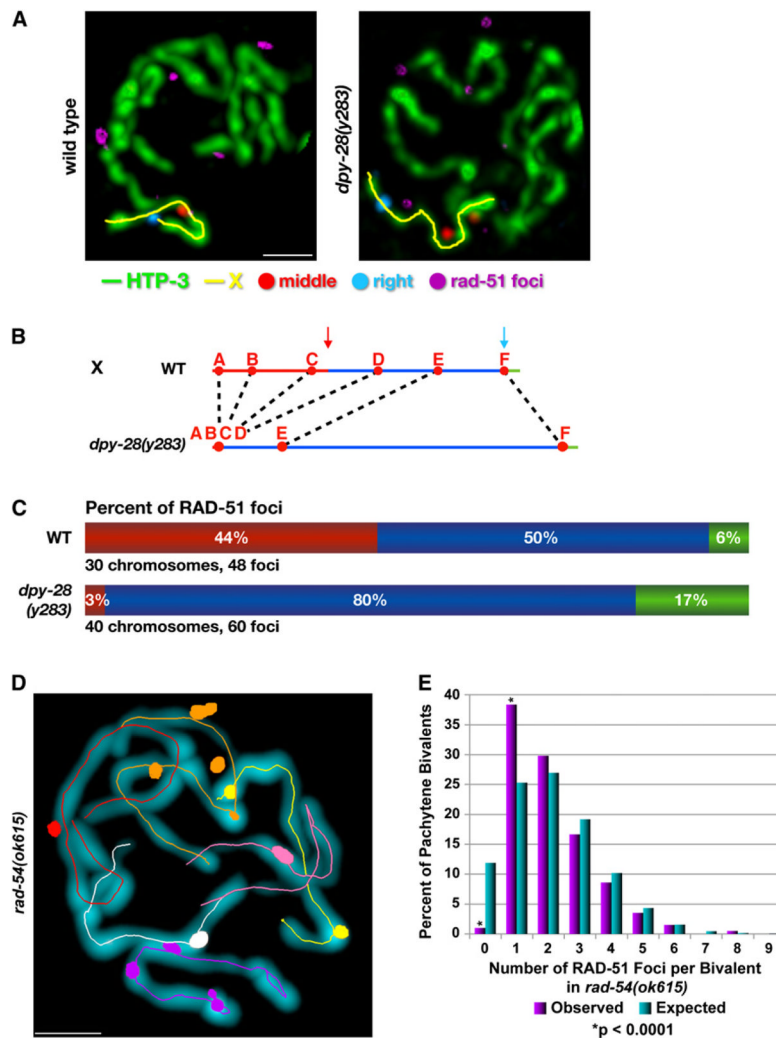 A
wild type
dpy-28(y283)
HTP-3 X middle right rad-51 foci
B
X WT A B C D E F
dpy-28(y283) A B C D E F
C
Percent of RAD-51 foci
WT 44% 50% 6%
30 chromosomes, 48 foci
dpy-28
(y283) 3% 80% 17%
40 chromosomes, 60 foci
D
rad-54(ok615)
E
Percent of Pachytene Bivalents
40
35
30
25
20
15
10
5
0
* *
0 1 2 3 4 5 6 7 8 9
Number of RAD-51 Foci per Bivalent
in rad-54(ok615)
Observed Expected
*p < 0.0001